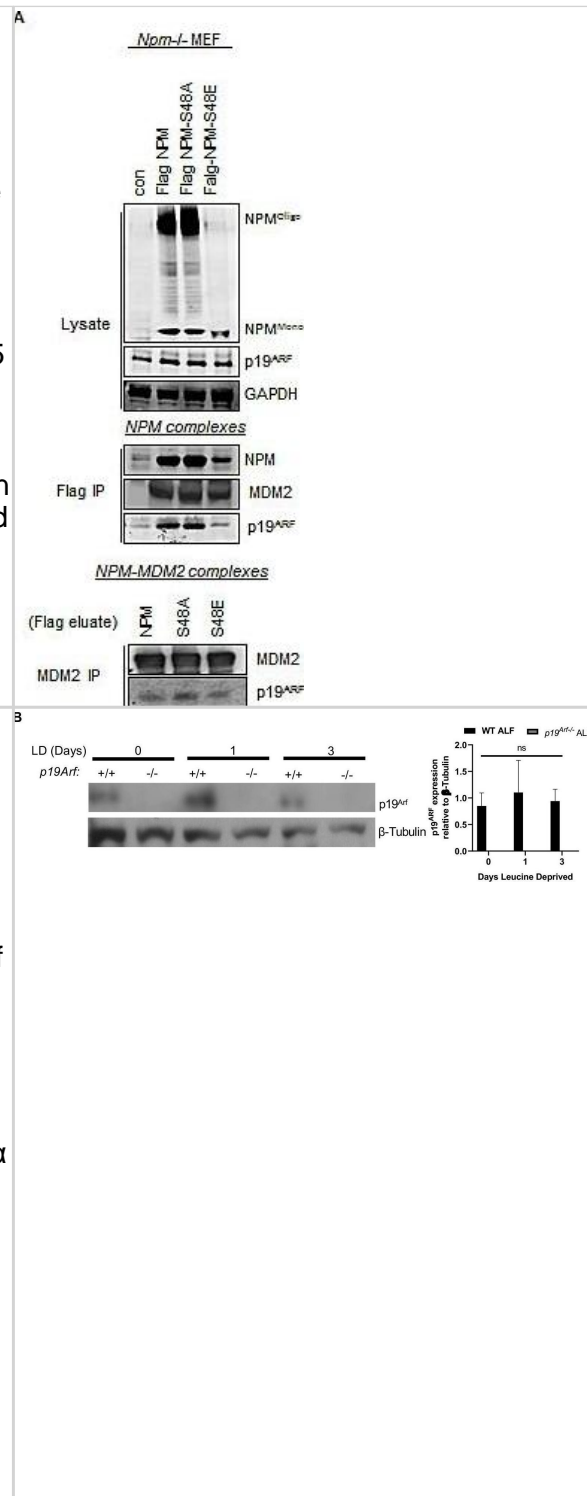 A
Npm-/- MEF
con
Flag NPM
Flag NPM-S48A
Falg-NPM-S48E
NPMOligo
Lysate
NPMMono
p19ARF
GAPDH
NPM complexes
NPM
Flag IP
MDM2
p19ARF
NPM-MDM2 complexes
(Flag eluate)
NPM
S48A
S48E
MDM2
MDM2 IP
p19ARF
B
LD (Days) 0 1 3
p19Arf: +/+ -/- +/+ -/- +/+ -/-
p19Arf
β-Tubulin
WT ALF p19Arf-/- AL
ns
p19ARF expression
relative to β-Tubulin
2.0
1.5
1.0
0.5
0.0
0 1 3
Days Leucine Deprived
5
n
d
f
α